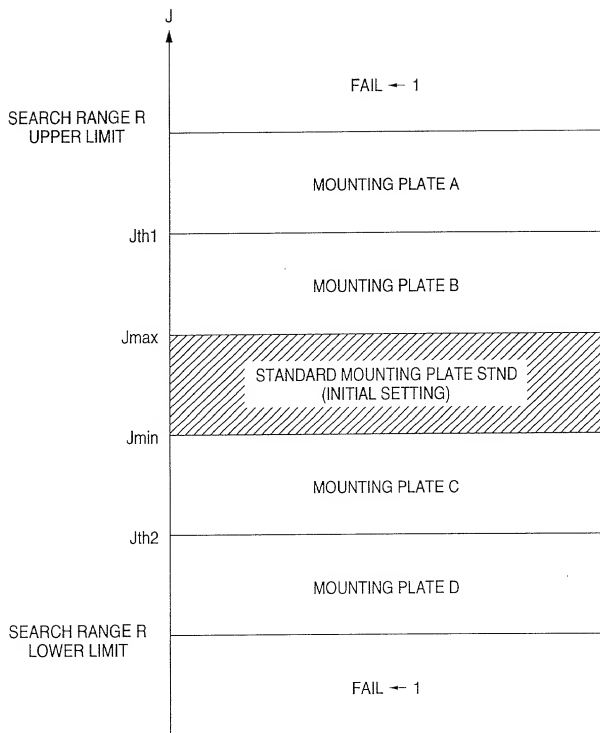 J
FAIL ← 1
SEARCH RANGE R
UPPER LIMIT
MOUNTING PLATE A
Jth1
MOUNTING PLATE B
Jmax
STANDARD MOUNTING PLATE STND
(INITIAL SETTING)
Jmin
MOUNTING PLATE C
Jth2
MOUNTING PLATE D
SEARCH RANGE R
LOWER LIMIT
FAIL ← 1